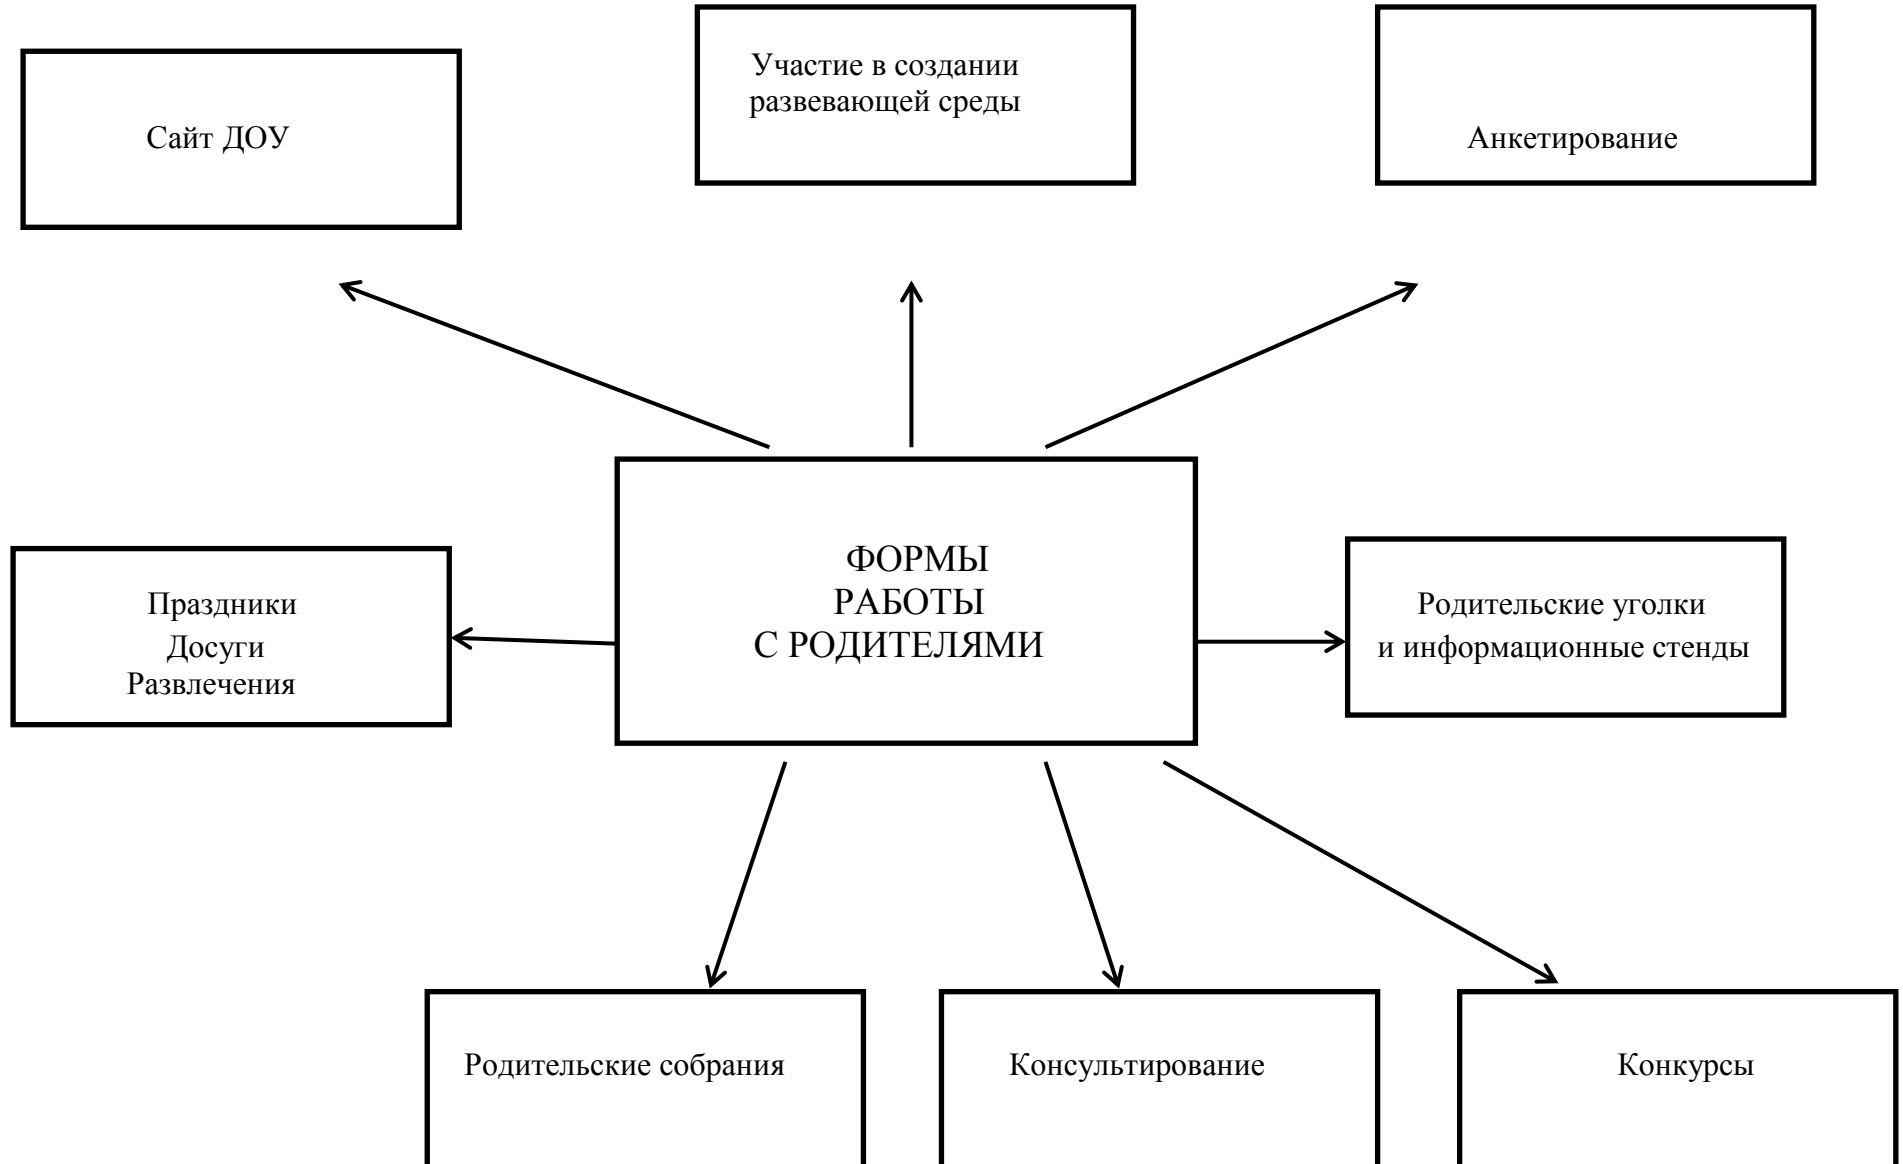 Сайт ДОУ
Участие в создании
развевающей среды
Анкетирование
ФОРМЫ
РАБОТЫ
С РОДИТЕЛЯМИ
Праздники
Досуги
Развлечения
Родительские уголки
и информационные стенды
Родительские собрания
Консультирование
Конкурсы